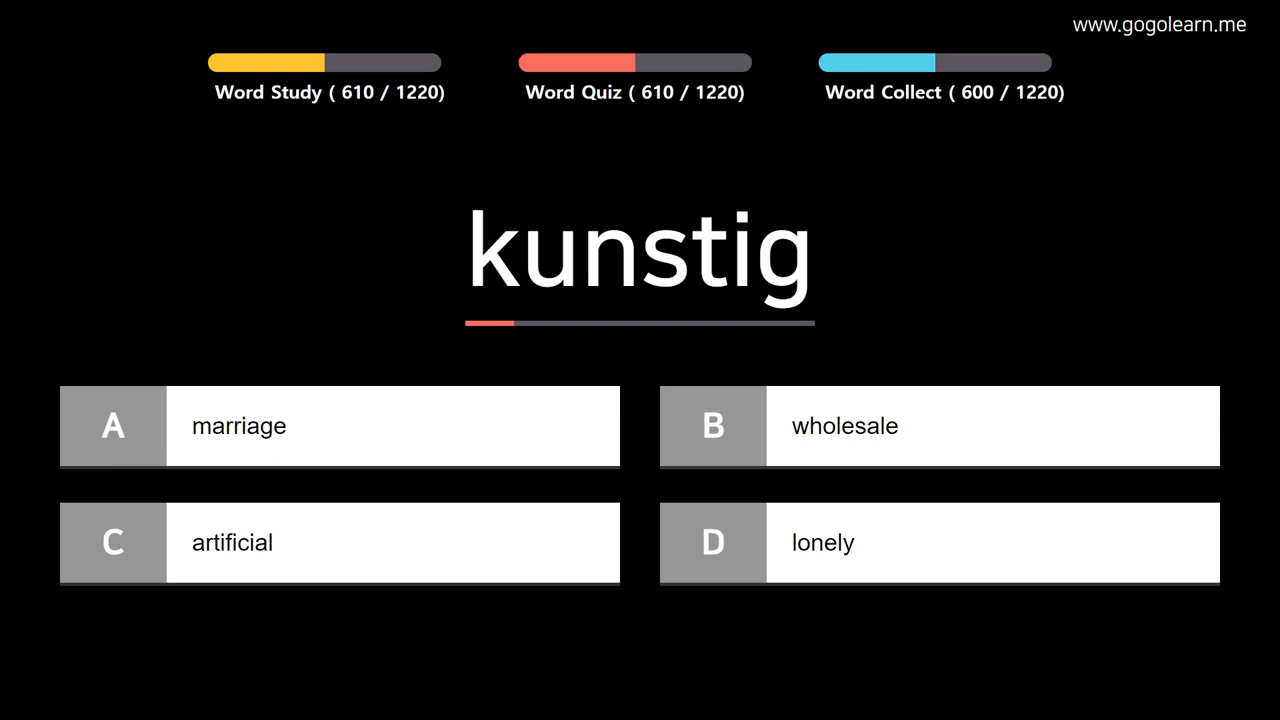 www.gogolearn.me
Word Study ( 610 / 1220)
Word Quiz ( 610 / 1220)
Word Collect ( 600 / 1220)
kunstig
A marriage
B wholesale
C artificial
D lonely